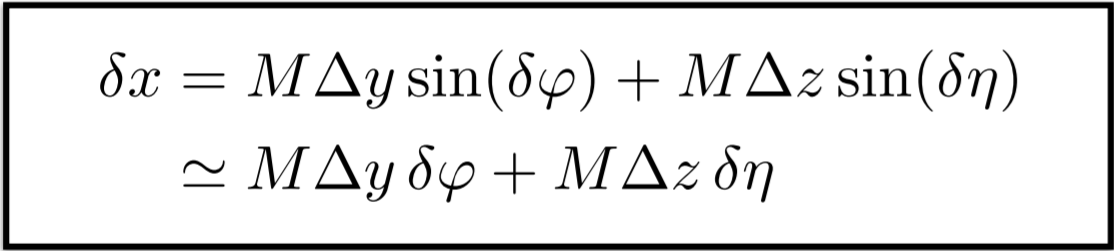 δx = MΔy sin(δφ) + MΔz sin(δη)
≃ MΔy δφ + MΔz δη